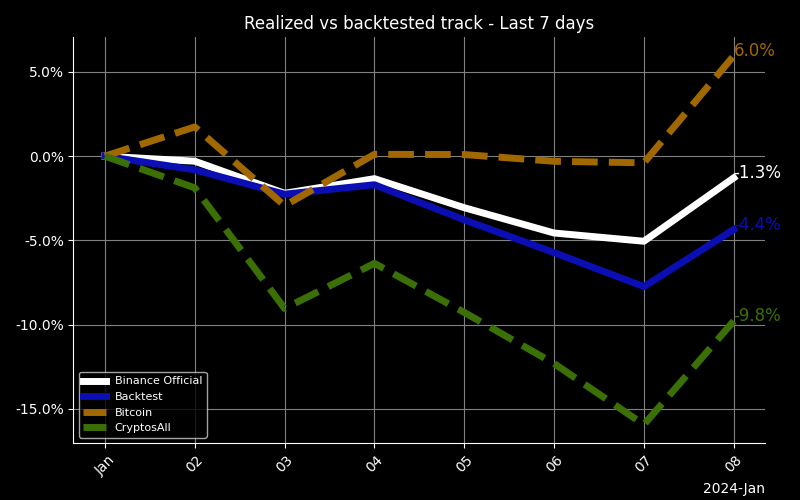 Realized vs backtested track - Last 7 days
6.0%
5.0%
0.0%
-1.3%
-4.4%
-5.0%
-9.8%
-10.0%
-15.0%
Binance Official
Backtest
Bitcoin
CryptosAll
Jan 02 03 04 05 06 07 08
2024-Jan